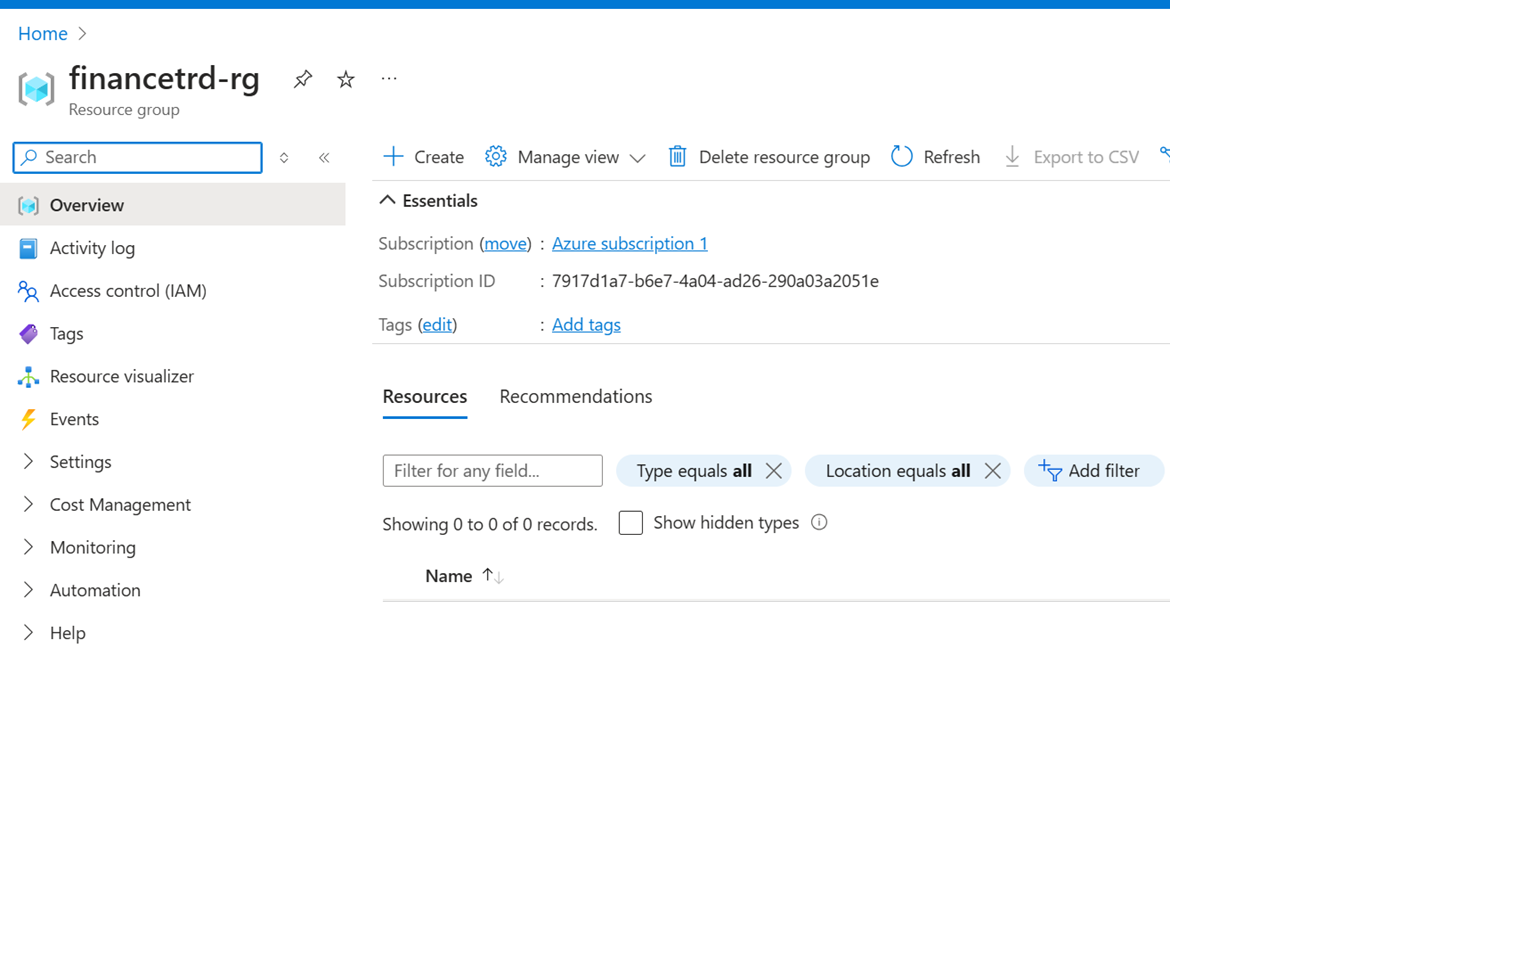 Home
financetrd-rg
Resource group
Search
Create
Manage view
Delete resource group
Refresh
Export to CSV
Overview
Activity log
Access control (IAM)
Tags
Resource visualizer
Events
Settings
Cost Management
Monitoring
Automation
Help
Essentials
Subscription (move) : Azure subscription 1
Subscription ID : 7917d1a7-b6e7-4a04-ad26-290a03a2051e
Tags (edit) : Add tags
Resources Recommendations
Filter for any field... Type equals all Location equals all Add filter
Showing 0 to 0 of 0 records. Show hidden types
Name